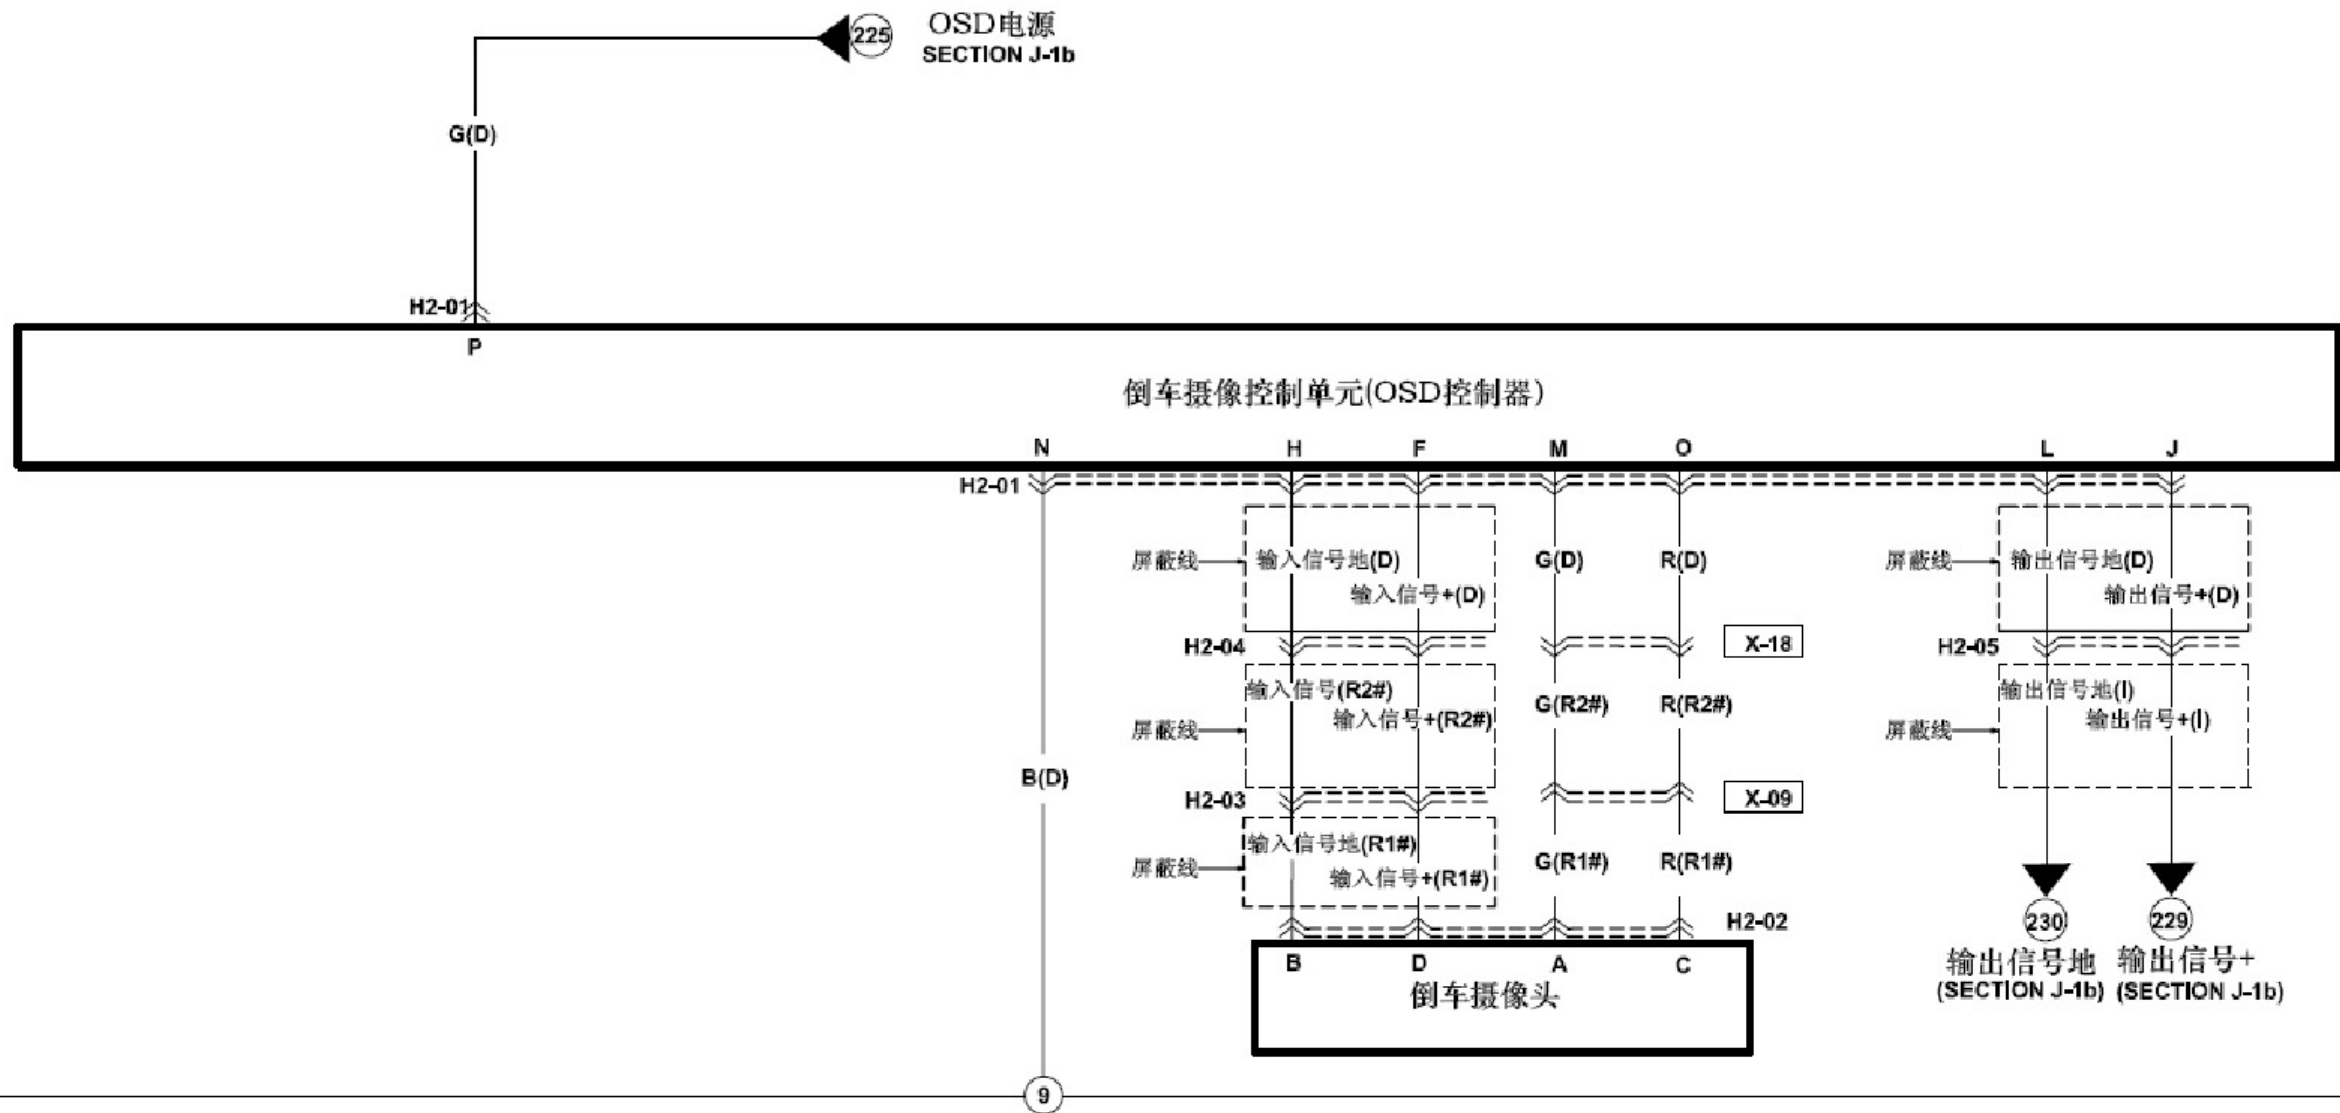 225
OSD电源
SECTION J-1b
G(D)
H2-01
P
倒车摄像控制单元(OSD控制器)
N H F M O L J
H2-01
屏蔽线 输入信号地(D) G(D) R(D) 屏蔽线 输出信号地(D)
输入信号+(D) 输出信号+(D)
H2-04 X-18 H2-05
输入信号(R2#) G(R2#) R(R2#) 输出信号地(I)
屏蔽线 输入信号+(R2#) 屏蔽线 输出信号+(I)
B(D)
H2-03 X-09
输入信号地(R1#) G(R1#) R(R1#)
屏蔽线 输入信号+(R1#)
H2-02 230 229
B D A C 输出信号地 输出信号+
倒车摄像头 (SECTION J-1b) (SECTION J-1b)
9